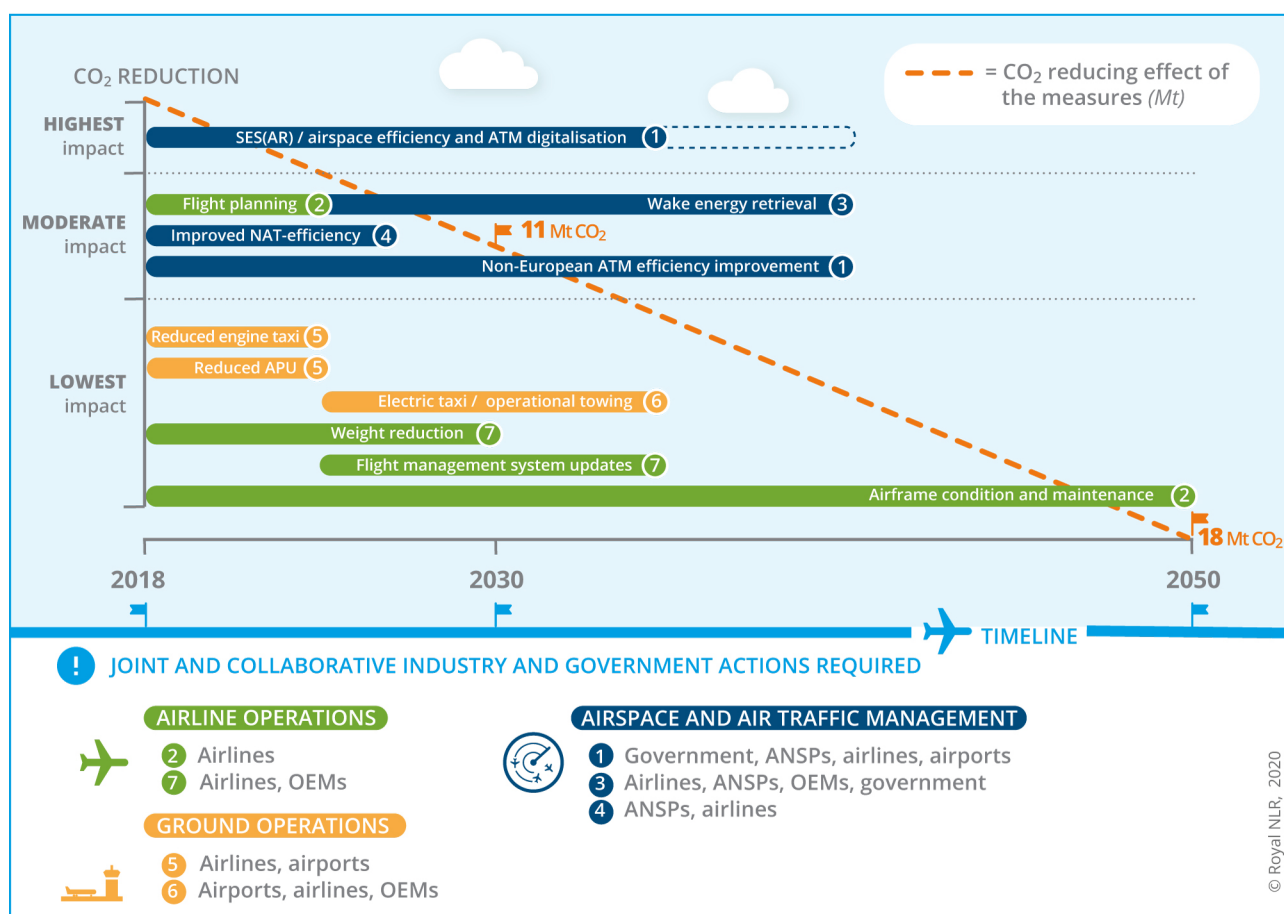 CO₂ REDUCTION
= CO₂ reducing effect of
the measures (Mt)
HIGHEST
impact
SES(AR) / airspace efficiency and ATM digitalisation 1
MODERATE
impact
Flight planning 2
Wake energy retrieval 3
Improved NAT-efficiency 4
11 Mt CO₂
Non-European ATM efficiency improvement 1
LOWEST
impact
Reduced engine taxi 5
Reduced APU 5
Electric taxi / operational towing 6
Weight reduction 7
Flight management system updates 7
Airframe condition and maintenance 2
18 Mt CO₂
2018
2030
2050
TIMELINE
! JOINT AND COLLABORATIVE INDUSTRY AND GOVERNMENT ACTIONS REQUIRED
AIRLINE OPERATIONS
2 Airlines
7 Airlines, OEMs
GROUND OPERATIONS
5 Airlines, airports
6 Airports, airlines, OEMs
AIRSPACE AND AIR TRAFFIC MANAGEMENT
1 Government, ANSPs, airlines, airports
3 Airlines, ANSPs, OEMs, government
4 ANSPs, airlines
© Royal NLR, 2020